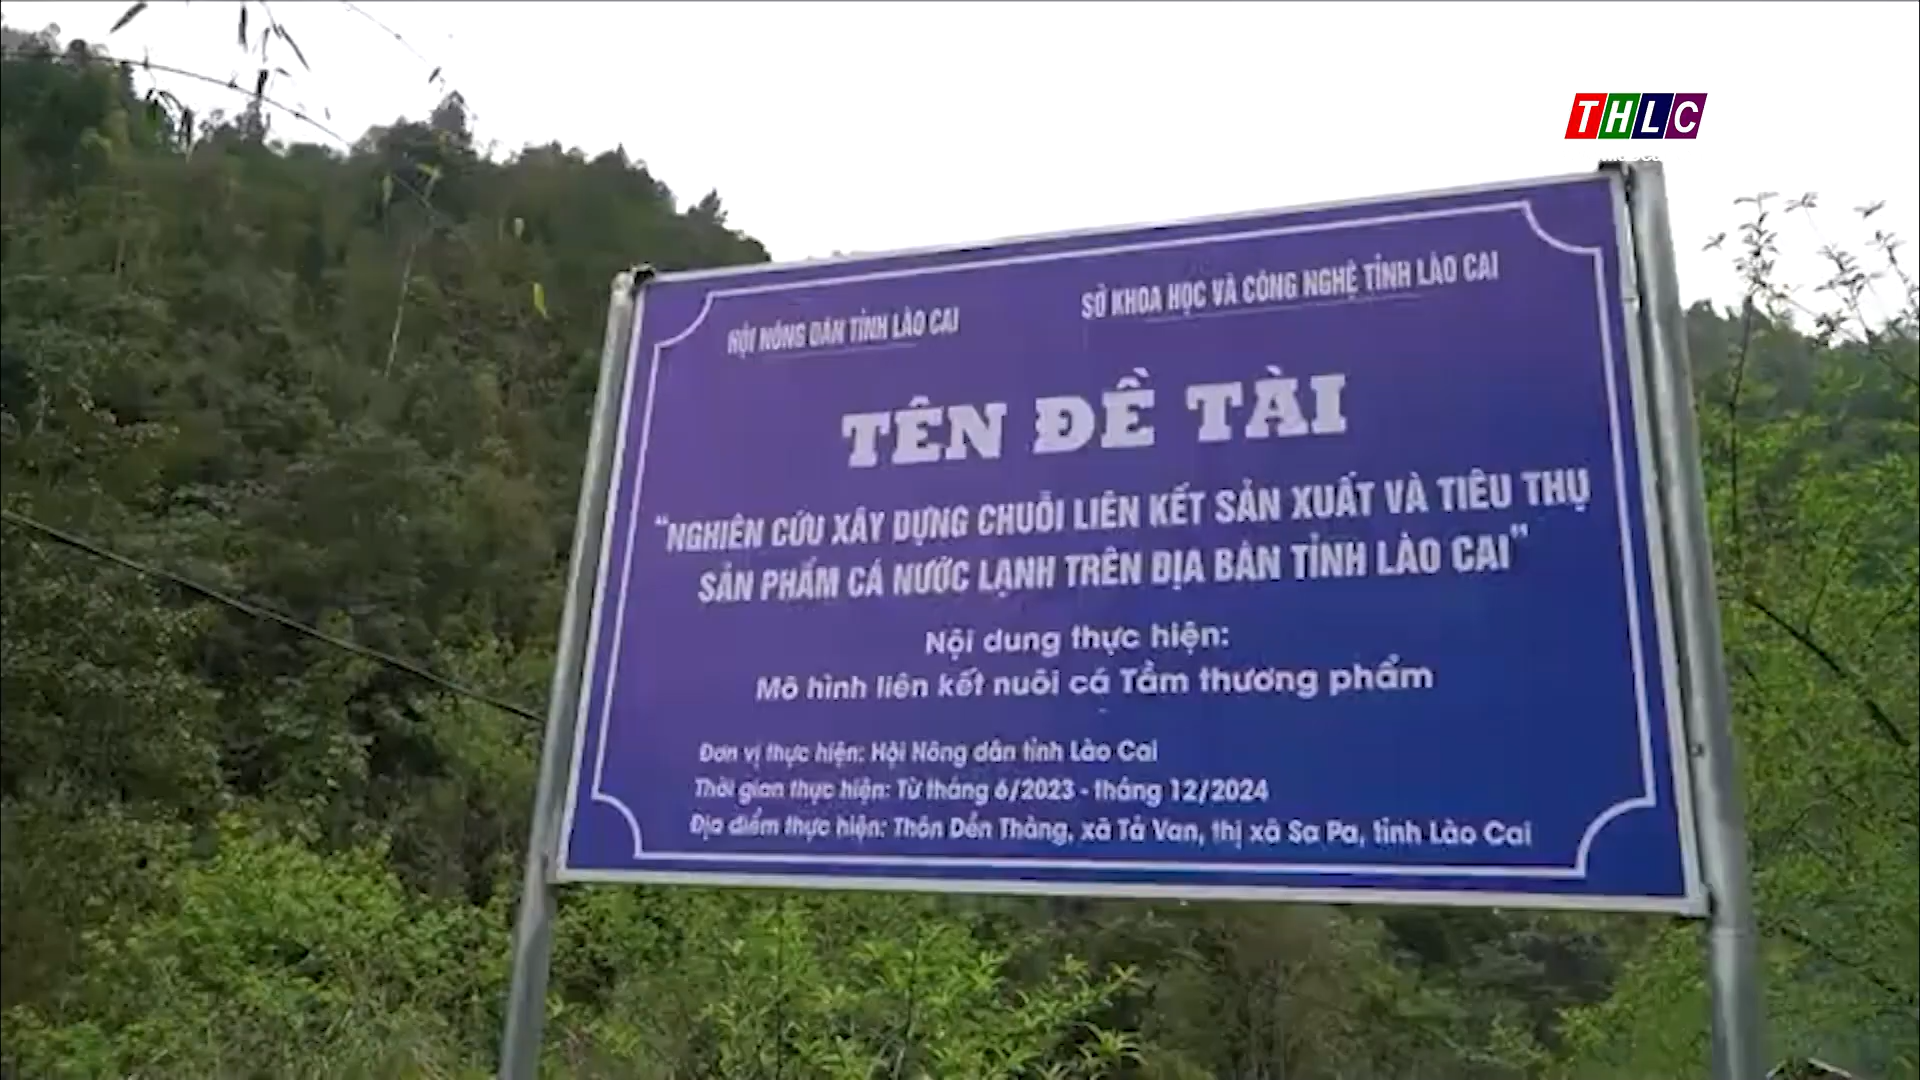 THLC
HỘI NÔNG DÂN TỈNH LÀO CAI
SỞ KHOA HỌC VÀ CÔNG NGHỆ TỈNH LÀO CAI
TÊN ĐỀ TÀI
“NGHIÊN CỨU XÂY DỰNG CHUỖI LIÊN KẾT SẢN XUẤT VÀ TIÊU THỤ
SẢN PHẨM CÁ NƯỚC LẠNH TRÊN ĐỊA BÀN TỈNH LÀO CAI”
Nội dung thực hiện:
Mô hình liên kết nuôi cá Tầm thương phẩm
Đơn vị thực hiện: Hội Nông dân tỉnh Lào Cai
Thời gian thực hiện: Từ tháng 6/2023 - tháng 12/2024
Địa điểm thực hiện: Thôn Dền Thàng, xã Tả Van, thị xã Sa Pa, tỉnh Lào Cai